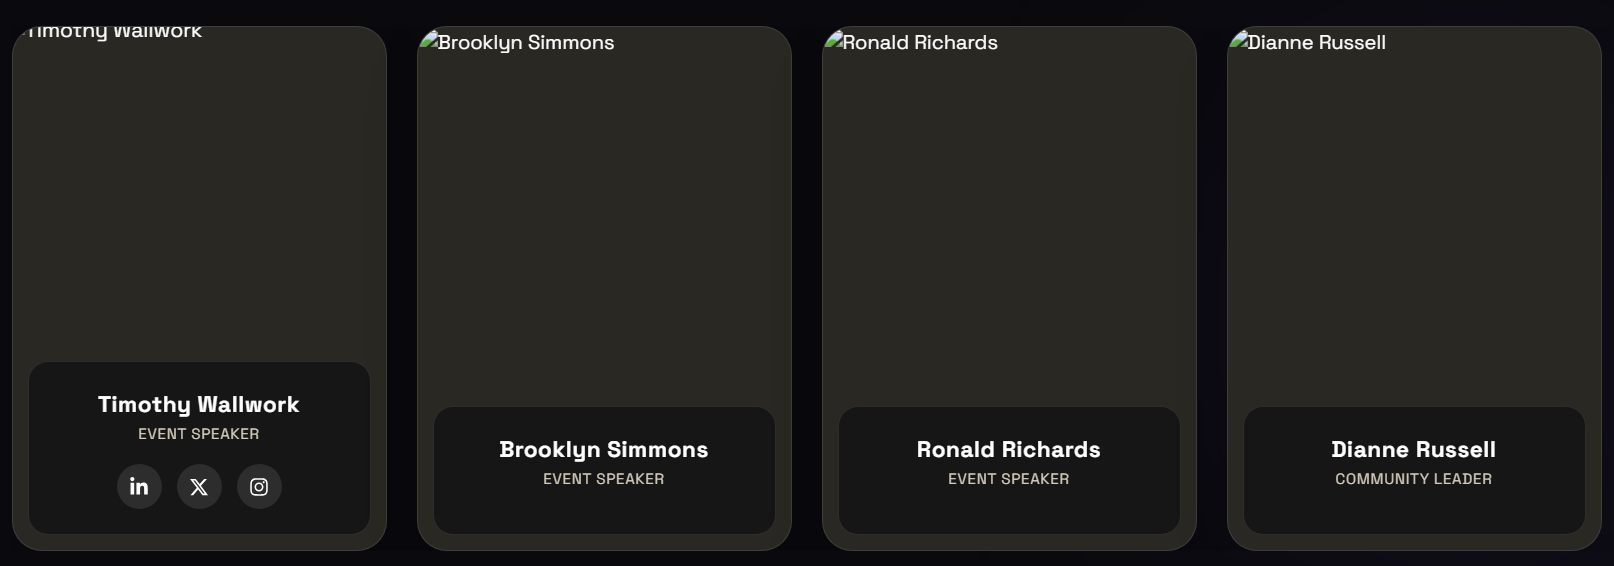 Timothy Wallwork
Brooklyn Simmons
Ronald Richards
Dianne Russell
Timothy Wallwork
EVENT SPEAKER
in X
Brooklyn Simmons
EVENT SPEAKER
Ronald Richards
EVENT SPEAKER
Dianne Russell
COMMUNITY LEADER